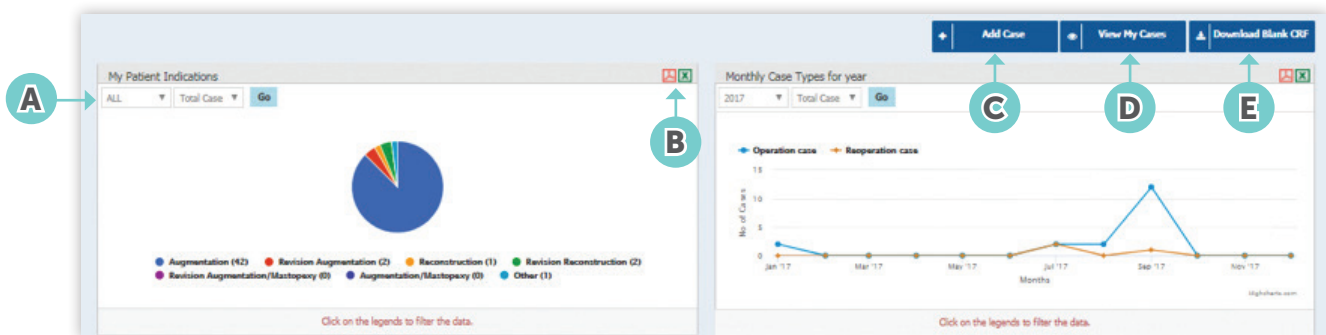 Add Case
View My Cases
Download Blank CRF
My Patient Indications
A
ALL
Total Case
Go
B
Augmentation (42)
Revision Augmentation (2)
Reconstruction (1)
Revision Reconstruction (2)
Revision Augmentation/Mastopexy (0)
Augmentation/Mastopexy (0)
Other (1)
Click on the legends to filter the data.
Monthly Case Types for year
C
D
E
2017
Total Case
Go
Operation case
Reoperation case
No of Cases
15
10
5
0
Jan '17
Mar '17
May '17
Jul '17
Sep '17
Nov '17
Months
Highcharts.com
Click on the legends to filter the data.